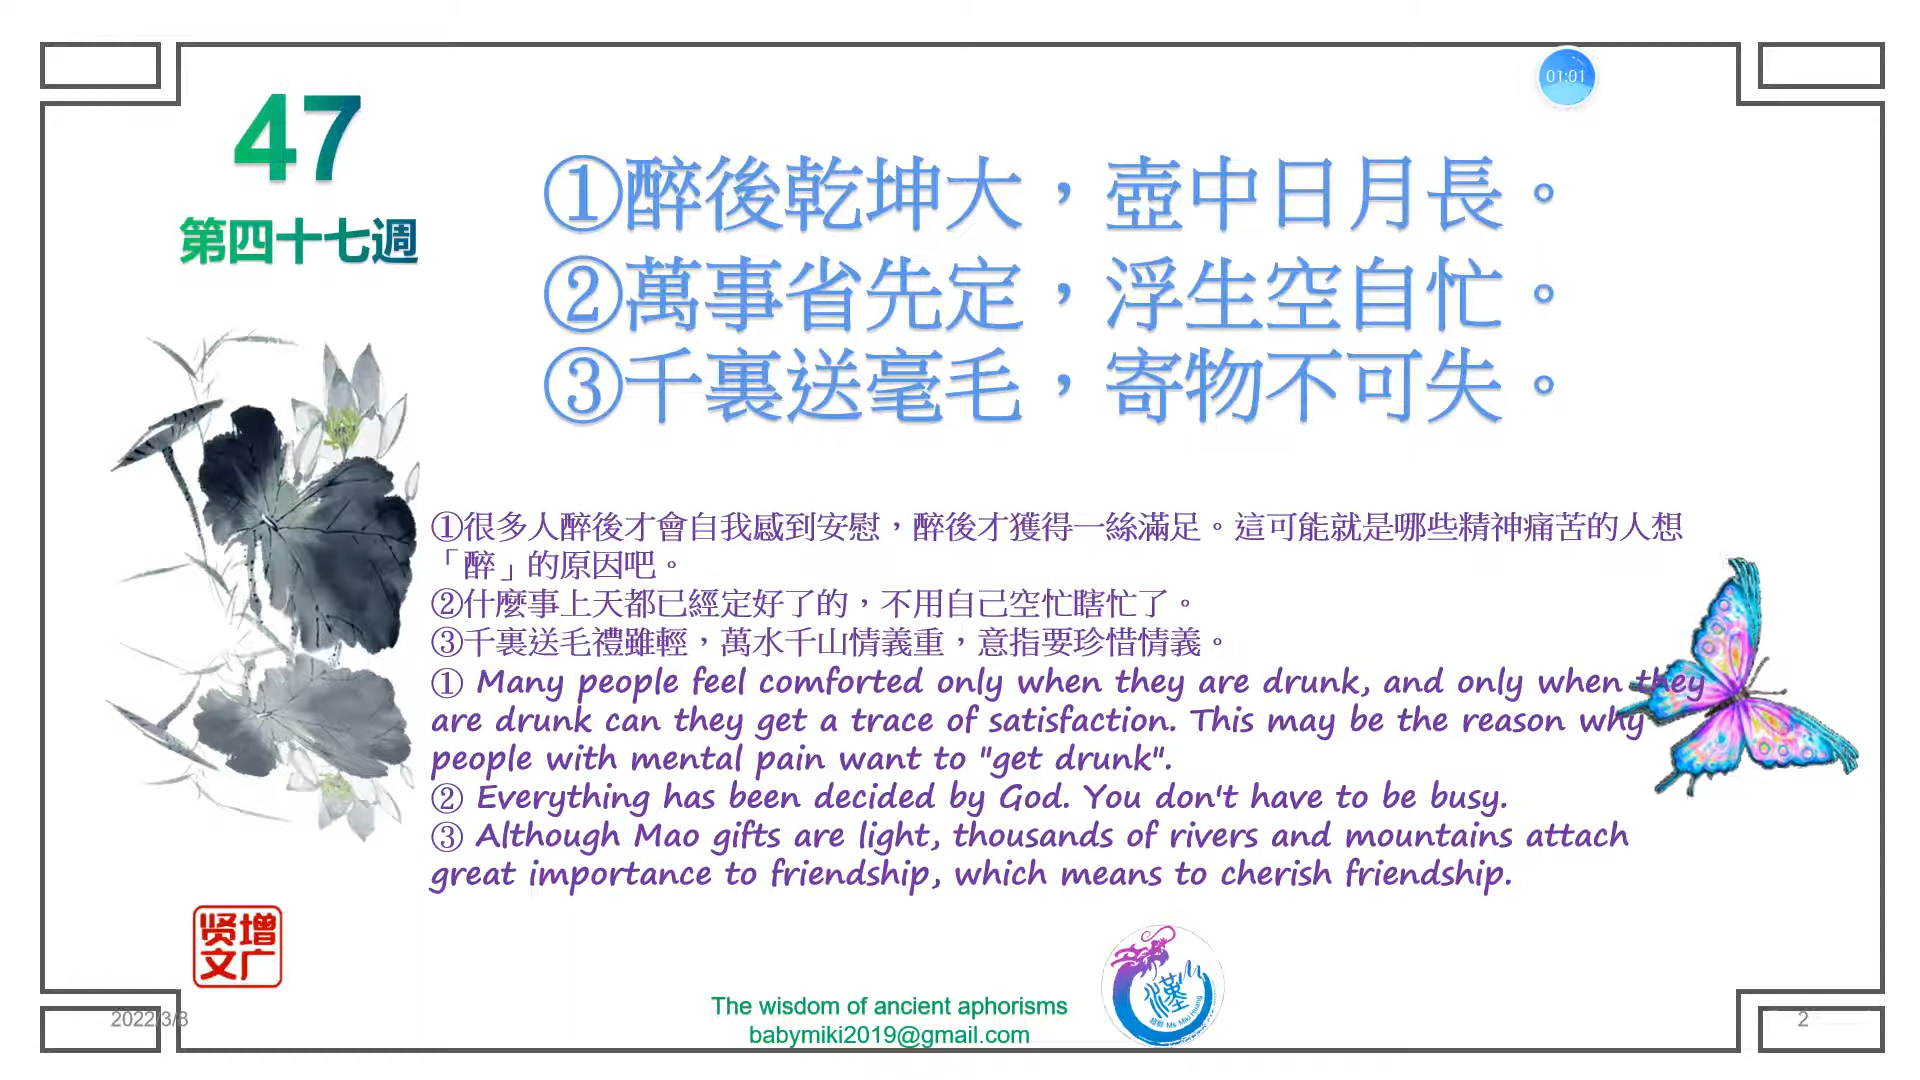 01:01
47
第四十七週
①醉後乾坤大，壺中日月長。
②萬事省先定，浮生空自忙。
③千裏送毫毛，寄物不可失。
①很多人醉後才會自我感到安慰，醉後才獲得一絲滿足。這可能就是哪些精神痛苦的人想
「醉」的原因吧。
②什麼事上天都已經定好了的，不用自己空忙瞎忙了。
③千裏送毛禮雖輕，萬水千山情義重，意指要珍惜情義。
① Many people feel comforted only when they are drunk, and only when they
are drunk can they get a trace of satisfaction. This may be the reason why
people with mental pain want to "get drunk".
② Everything has been decided by God. You don't have to be busy.
③ Although Mao gifts are light, thousands of rivers and mountains attach
great importance to friendship, which means to cherish friendship.
贤增
文广
The wisdom of ancient aphorisms
babymiki2019@gmail.com
2022/3/8
2